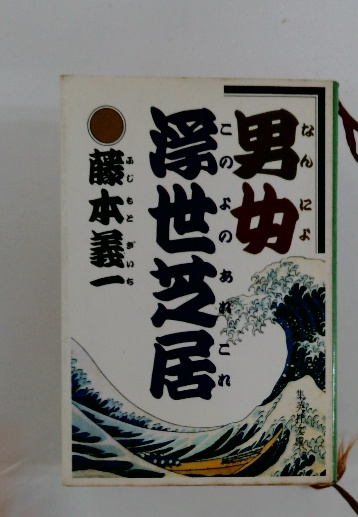 男女
なんにょ
浮世芝居
このよのあれこれ
藤本義一
ふじもとぎいち
集英社文庫